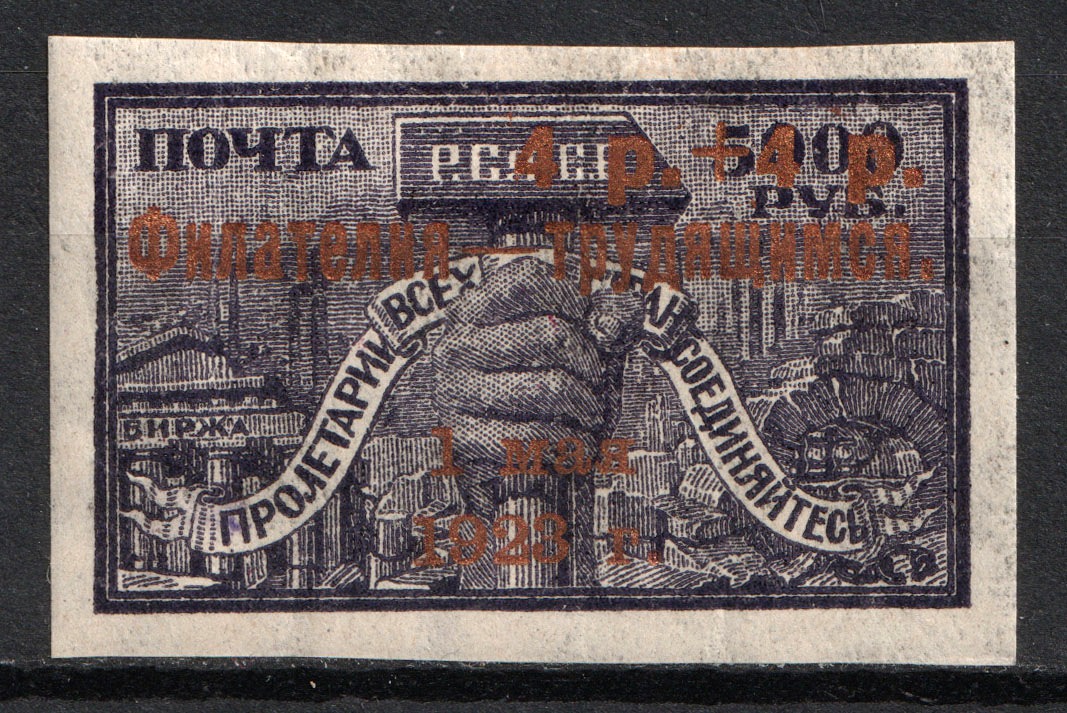 ПОЧТА
Р.С.Ф.С.Р.
5000
РУБ.
4 р. + 4 р.
Филателия — трудящимся.
ПРОЛЕТАРИИ ВСЕХ СТРАН СОЕДИНЯЙТЕСЬ
БИРЖА
1 мая
1923 г.